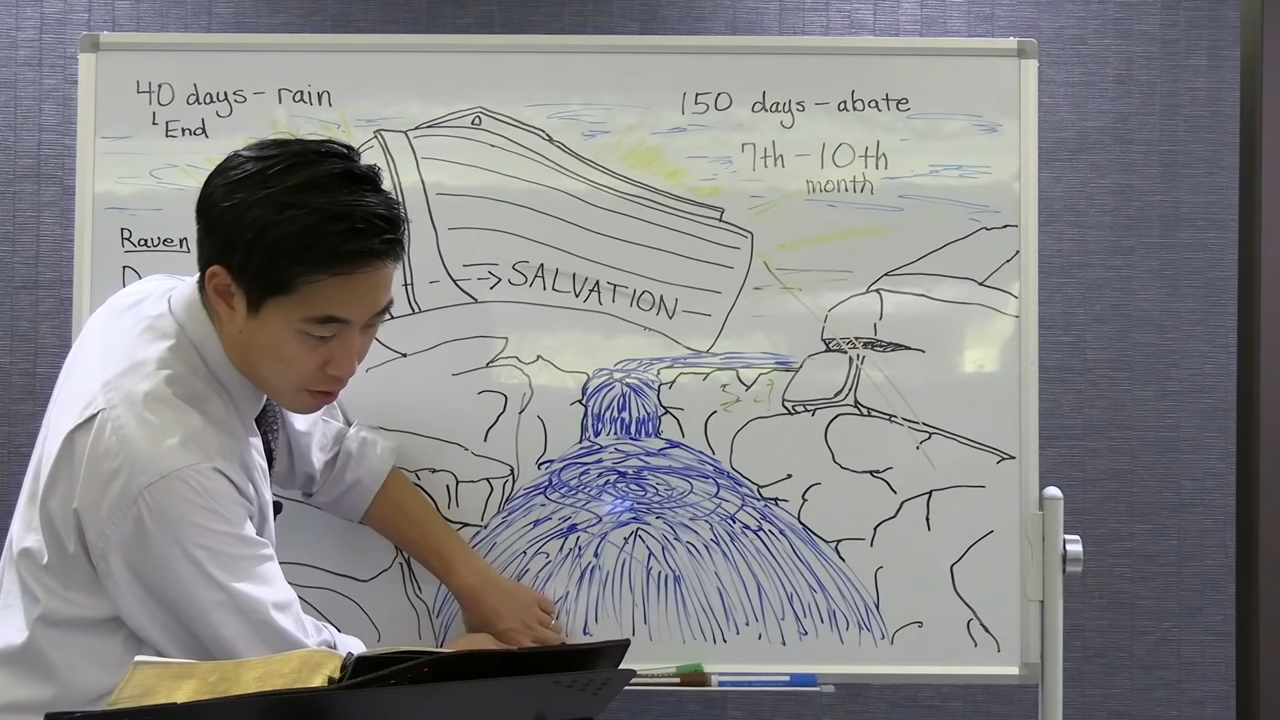 40 days - rain
End
150 days - abate
7th - 10th
month
Raven
SALVATION